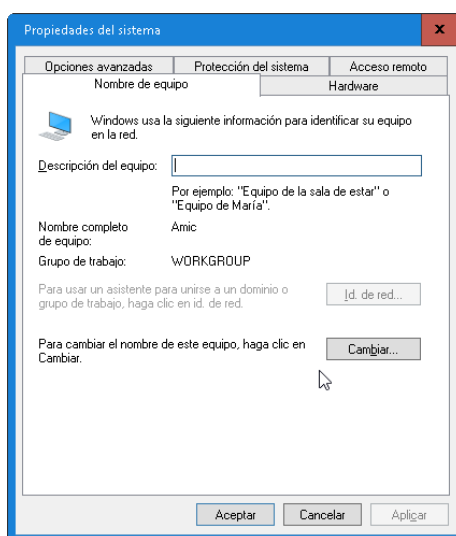 Propiedades del sistema
x
Opciones avanzadas Protección del sistema Acceso remoto
Nombre de equipo Hardware
Windows usa la siguiente información para identificar su equipo
en la red.
Descripción del equipo:
Por ejemplo: "Equipo de la sala
de estar" o
"Equipo de María".
Nombre completo
de equipo:
Amic
Grupo de trabajo: WORKGROUP
Para usar un asistente para unirse a un dominio o
grupo de trabajo, haga clic en id. de red.
Id. de red...
Para cambiar el nombre de este equipo, haga clic en
Cambiar.
Cambiar...
Aceptar Cancelar Aplicar